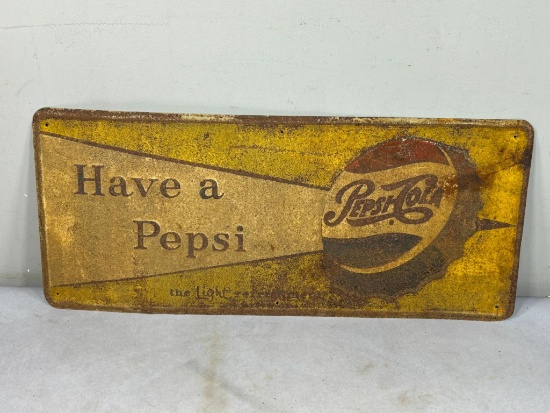 Have a
Pepsi
PEPSI-COLA
the light